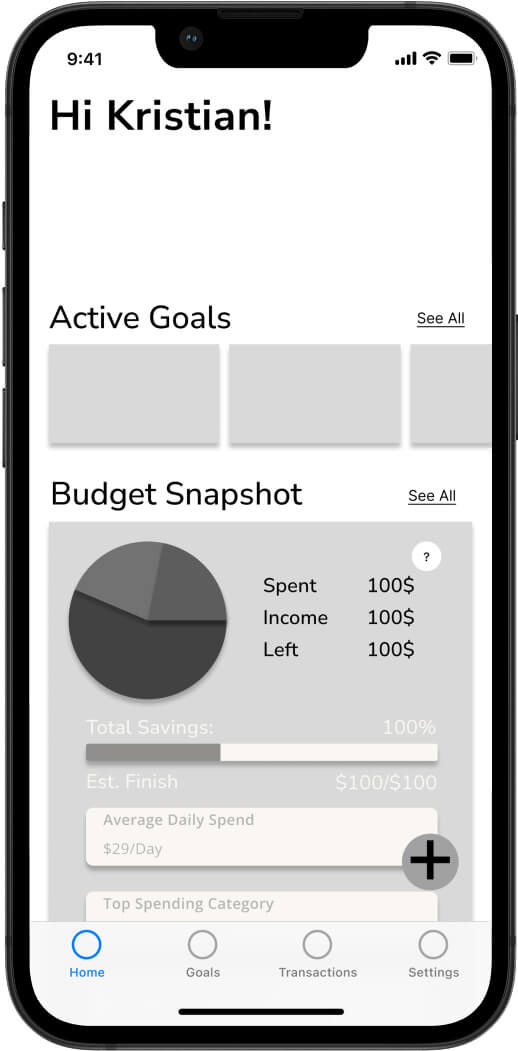 9:41
Hi Kristian!
Active Goals See All
Budget Snapshot See All
?
Spent 100$
Income 100$
Left 100$
Total Savings: 100%
Est. Finish $100/$100
Average Daily Spend
$29/Day
+
Top Spending Category
Home Goals Transactions Settings